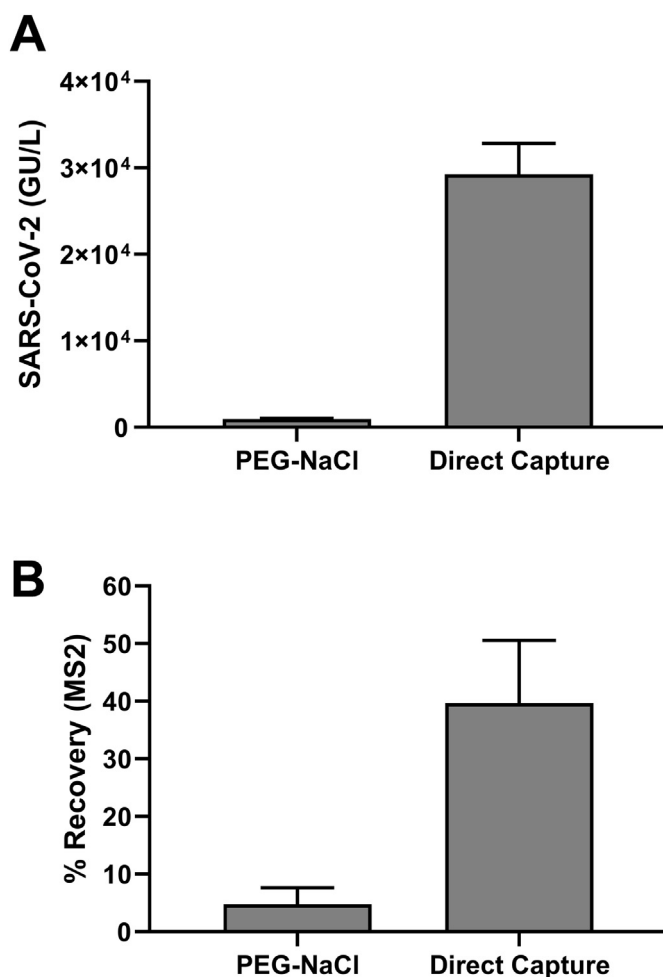 A
SARS-CoV-2 (GU/L)
4×10⁴
3×10⁴
2×10⁴
1×10⁴
0
PEG-NaCl Direct Capture
B
% Recovery (MS2)
60
50
40
30
20
10
0
PEG-NaCl Direct Capture